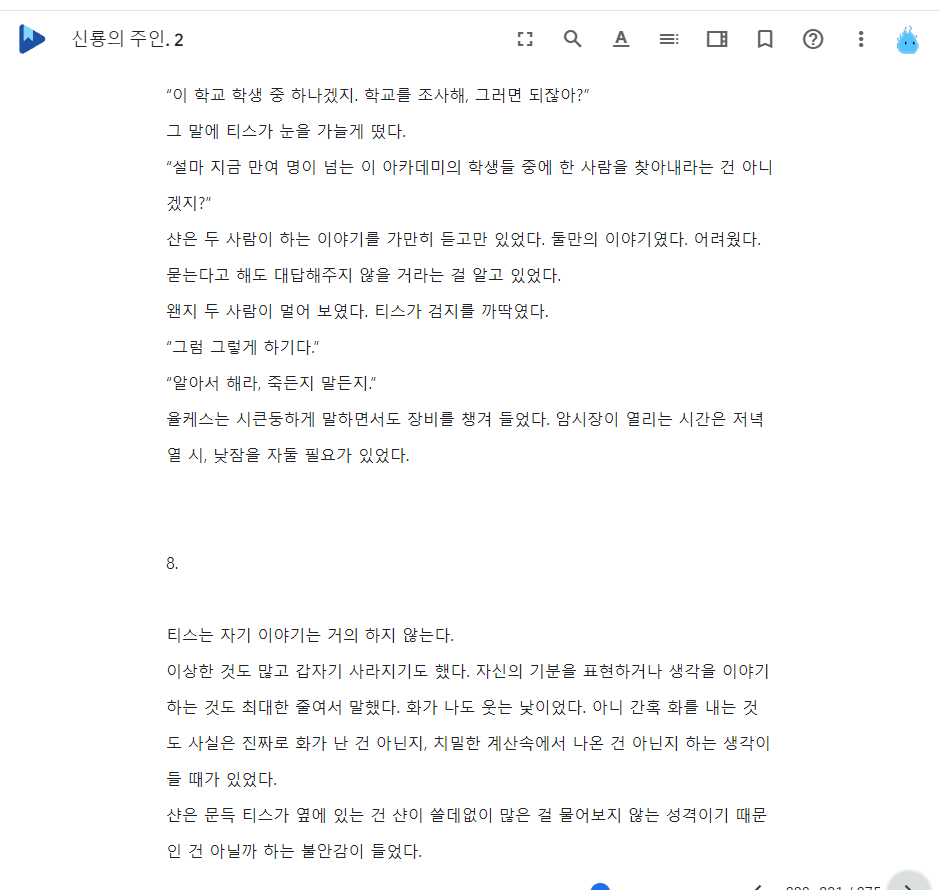 신룡의 주인. 2
“이 학교 학생 중 하나겠지. 학교를 조사해, 그러면 되잖아?”
그 말에 티스가 눈을 가늘게 떴다.
“설마 지금 만여 명이 넘는 이 아카데미의 학생들 중에 한 사람을 찾아내라는 건 아니
겠지?”
샨은 두 사람이 하는 이야기를 가만히 듣고만 있었다. 둘만의 이야기였다. 어려웠다.
묻는다고 해도 대답해주지 않을 거라는 걸 알고 있었다.
왠지 두 사람이 멀어 보였다. 티스가 검지를 까딱였다.
“그럼 그렇게 하기다.”
“알아서 해라, 죽든지 말든지.”
율케스는 시큰둥하게 말하면서도 장비를 챙겨 들었다. 암시장이 열리는 시간은 저녁
열 시, 낮잠을 자둘 필요가 있었다.
8.
티스는 자기 이야기는 거의 하지 않는다.
이상한 것도 많고 갑자기 사라지기도 했다. 자신의 기분을 표현하거나 생각을 이야기
하는 것도 최대한 줄여서 말했다. 화가 나도 웃는 낯이었다. 아니 간혹 화를 내는 것
도 사실은 진짜로 화가 난 건 아닌지, 치밀한 계산속에서 나온 건 아닌지 하는 생각이
들 때가 있었다.
샨은 문득 티스가 옆에 있는 건 샨이 쓸데없이 많은 걸 물어보지 않는 성격이기 때문
인 건 아닐까 하는 불안감이 들었다.